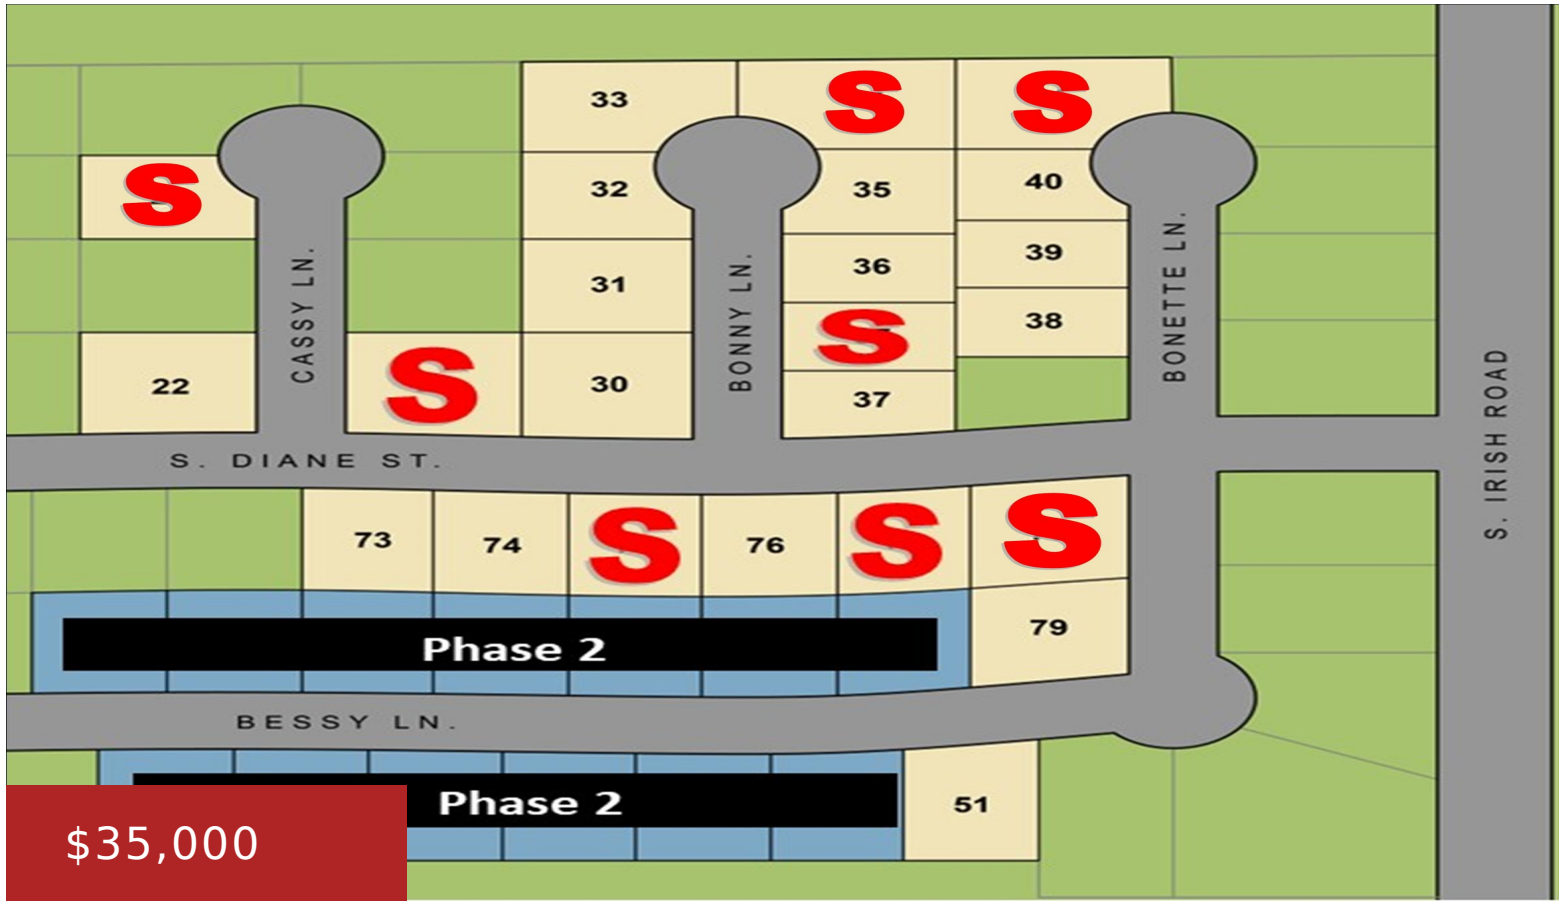 33
S
S
S
32
35
40
31
36
39
S
38
22
S
30
37
CASSY LN.
BONNY LN.
BONETTE LN.
S. IRISH ROAD
S. DIANE ST.
73
74
S
76
S
S
Phase 2
79
BESSY LN.
Phase 2
51
$35,000